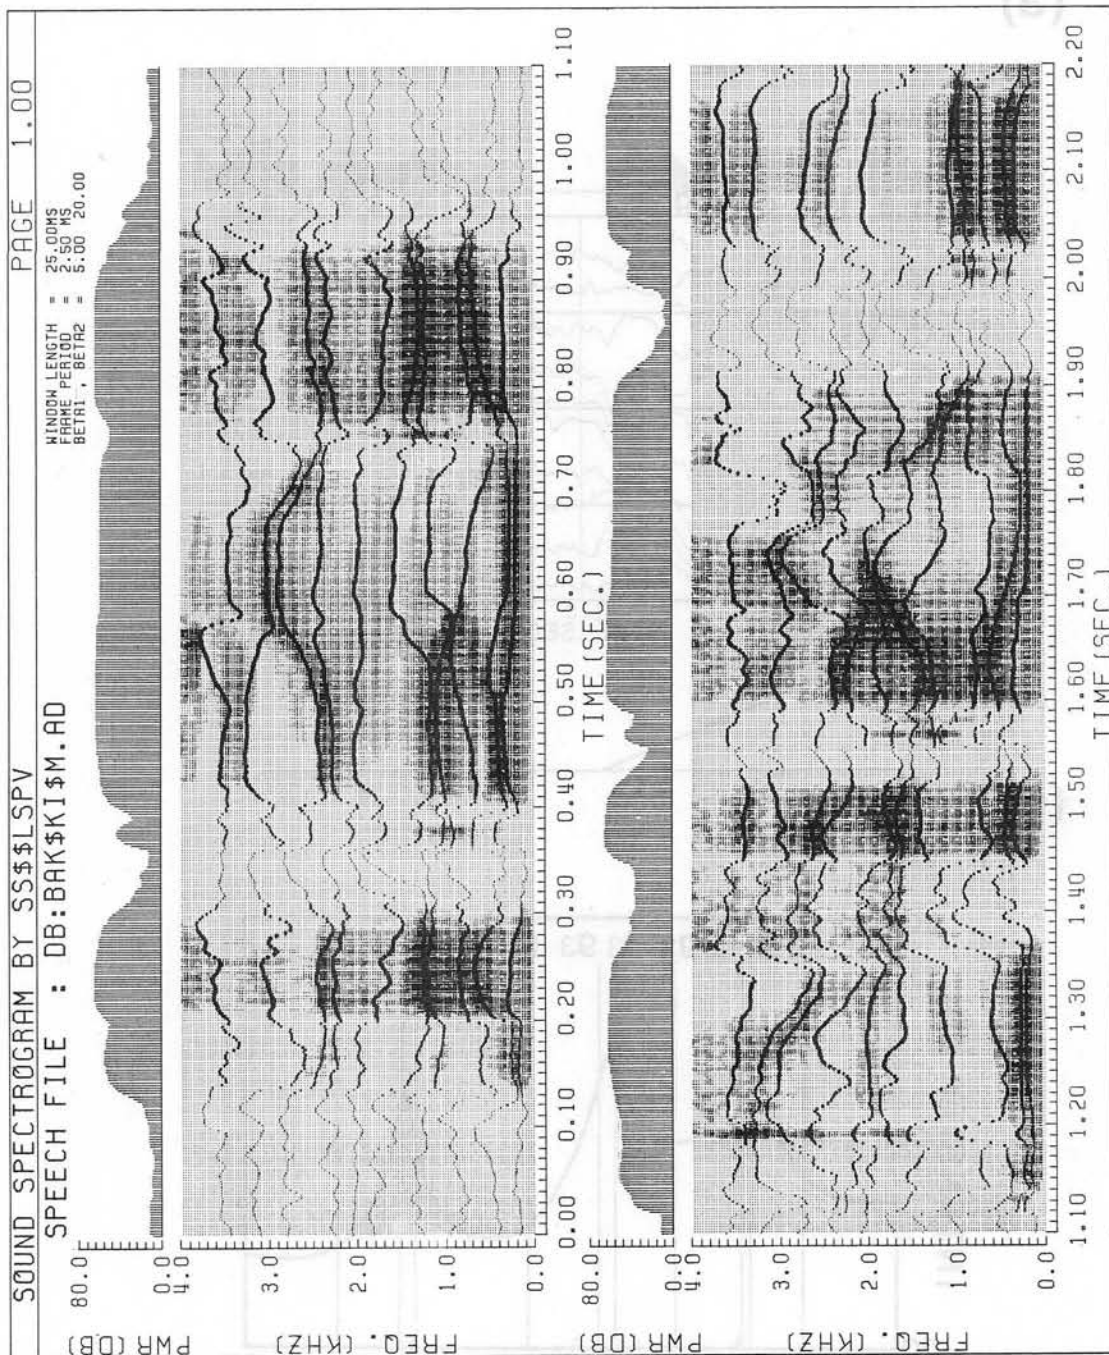 SOUND SPECTROGRAM BY SS$$LSPV PAGE 1.00
SPEECH FILE : DB:BAK$KI$M.AD
WINDOW LENGTH = 25.00MS
FRAME PERIOD = 2.50 MS
BETA1 , BETA2 = 5.00 20.00
PWR(DB)
80.0
0.0
FREQ.(KHZ)
4.0
3.0
2.0
1.0
0.0
0.00 0.10 0.20 0.30 0.40 0.50 0.60 0.70 0.80 0.90 1.00 1.10
TIME(SEC.)
PWR(DB)
80.0
0.0
FREQ.(KHZ)
4.0
3.0
2.0
1.0
0.0
1.10 1.20 1.30 1.40 1.50 1.60 1.70 1.80 1.90 2.00 2.10 2.20
TIME(SEC.)